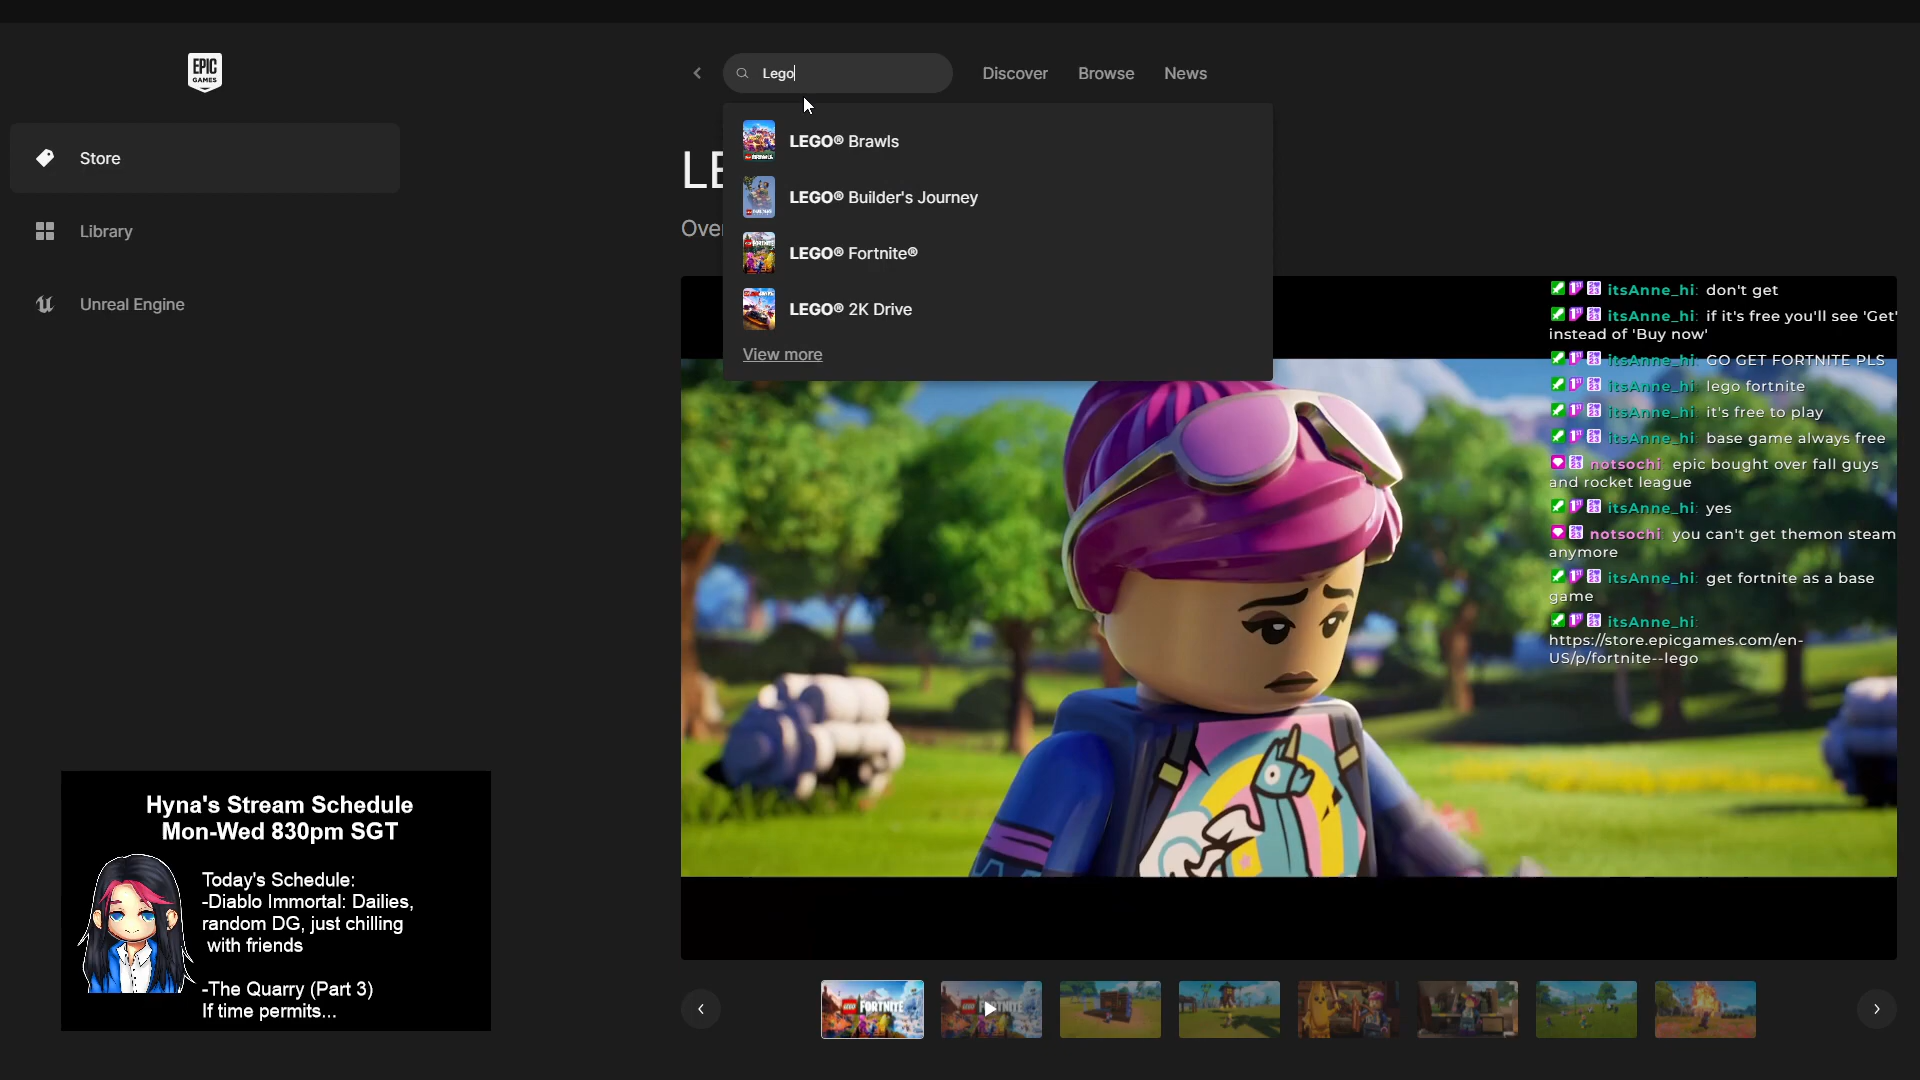 EPIC
GAMES
Lego
Discover
Browse
News
Store
Library
Unreal Engine
LE
Over
LEGO® Brawls
LEGO® Builder's Journey
LEGO® Fortnite®
LEGO® 2K Drive
View more
itsAnne_hi: don't get
itsAnne_hi: if it's free you'll see 'Get'
instead of 'Buy now'
itsAnne_hi: GO GET FORTNITE PLS
itsAnne_hi: lego fortnite
itsAnne_hi: it's free to play
itsAnne_hi: base game always free
notsochi: epic bought over fall guys
and rocket league
itsAnne_hi: yes
notsochi: you can't get themon steam
anymore
itsAnne_hi: get fortnite as a base
game
itsAnne_hi:
https://store.epicgames.com/en-
US/p/fortnite--lego
Hyna's Stream Schedule
Mon-Wed 830pm SGT
Today's Schedule:
-Diablo Immortal: Dailies,
random DG, just chilling
with friends
-The Quarry (Part 3)
If time permits...
LEGO FORTNITE
LEGO FORTNITE